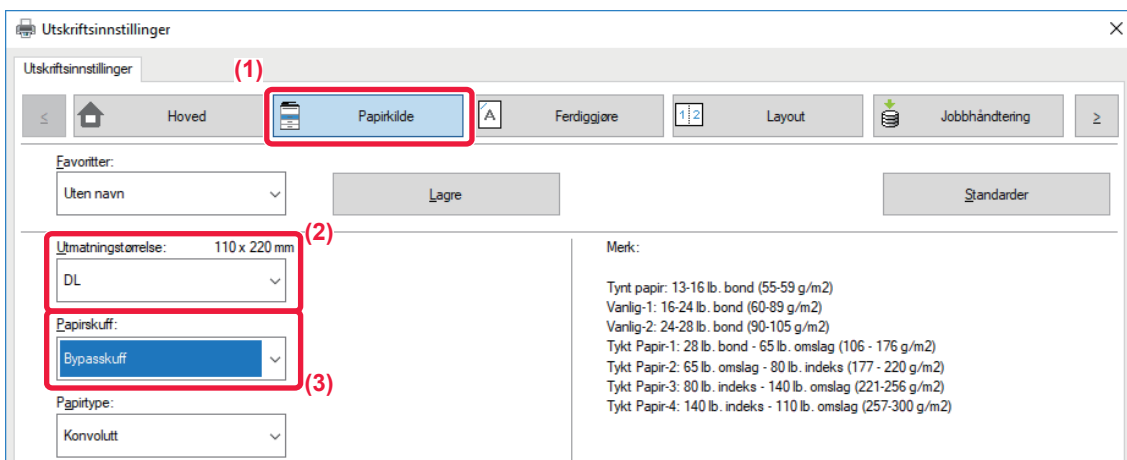 Utskriftsinnstillinger
Utskriftsinnstillinger
(1)
< Hoved Papirkilde A Ferdiggjøre 1 2 Layout Jobbhåndtering >
Favoritter:
Uten navn Lagre Standarder
(2)
Utmatningstørrelse: 110 x 220 mm
DL
Papirskuff:
Bypasskuff
(3)
Papirtype:
Konvolutt
Merk:
Tynt papir: 13-16 lb. bond (55-59 g/m2)
Vanlig-1: 16-24 lb. bond (60-89 g/m2)
Vanlig-2: 24-28 lb. bond (90-105 g/m2)
Tykt Papir-1: 28 lb. bond - 65 lb. omslag (106 - 176 g/m2)
Tykt Papir-2: 65 lb. omslag - 80 lb. indeks (177 - 220 g/m2)
Tykt Papir-3: 80 lb. indeks - 140 lb. omslag (221-256 g/m2)
Tykt Papir-4: 140 lb. indeks - 110 lb. omslag (257-300 g/m2)